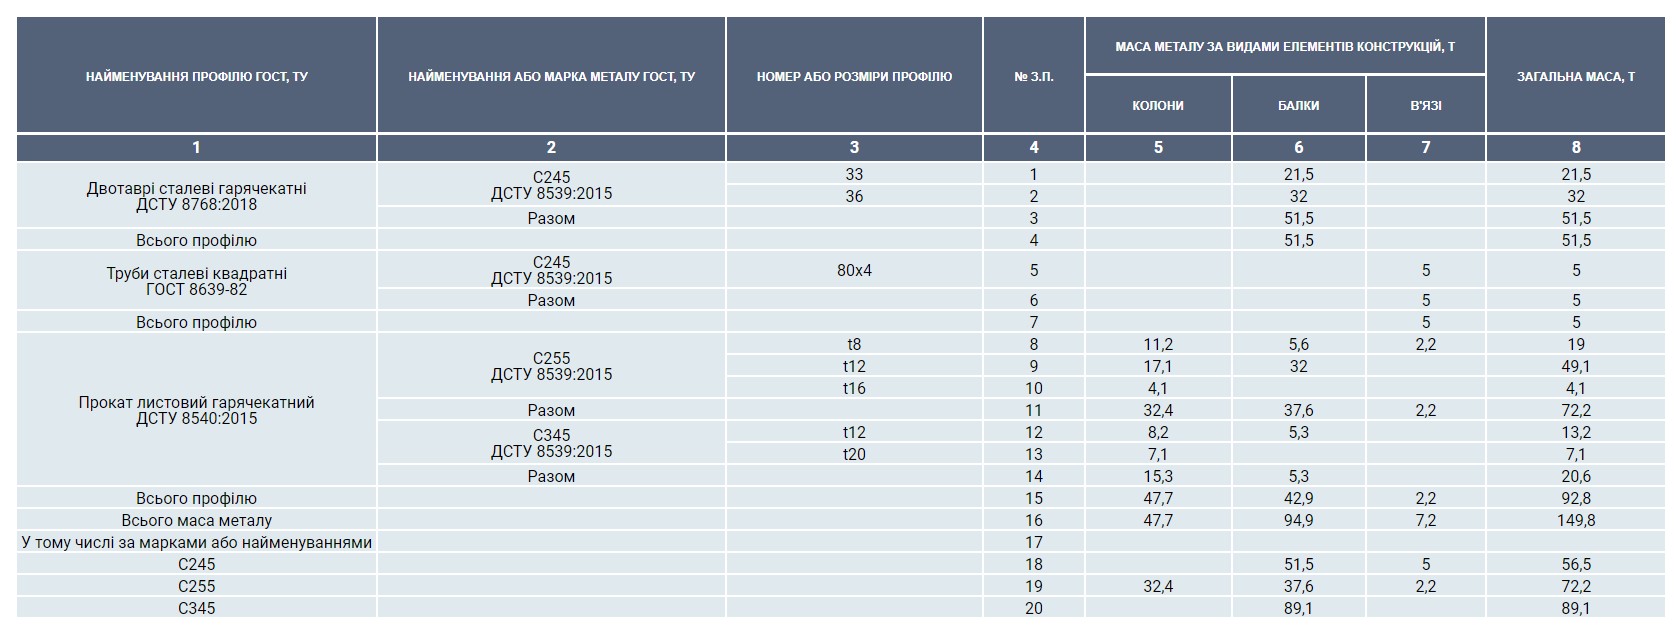 НАЙМЕНУВАННЯ ПРОФІЛЮ ГОСТ, ТУ НАЙМЕНУВАННЯ АБО МАРКА МЕТАЛУ ГОСТ, ТУ НОМЕР АБО РОЗМІРИ ПРОФІЛЮ № З.П. МАСА МЕТАЛУ ЗА ВИДАМИ ЕЛЕМЕНТІВ КОНСТРУКЦІЙ, Т ЗАГАЛЬНА МАСА, Т
КОЛОНИ БАЛКИ В'ЯЗІ
1 2 3 4 5 6 7 8
Двотаврі сталеві гарячекатні
ДСТУ 8768:2018
С245
ДСТУ 8539:2015
33 1 21,5 21,5
36 2 32 32
Разом 3 51,5 51,5
Всього профілю 4 51,5 51,5
Труби сталеві квадратні
ГОСТ 8639-82
С245
ДСТУ 8539:2015
80х4 5 5 5
Разом 6 5 5
Всього профілю 7 5 5
Прокат листовий гарячекатний
ДСТУ 8540:2015
С255
ДСТУ 8539:2015
t8 8 11,2 5,6 2,2 19
t12 9 17,1 32 49,1
t16 10 4,1 4,1
Разом 11 32,4 37,6 2,2 72,2
С345
ДСТУ 8539:2015
t12 12 8,2 5,3 13,2
t20 13 7,1 7,1
Разом 14 15,3 5,3 20,6
Всього профілю 15 47,7 42,9 2,2 92,8
Всього маса металу 16 47,7 94,9 7,2 149,8
У тому числі за марками або найменуваннями 17
С245 18 51,5 5 56,5
С255 19 32,4 37,6 2,2 72,2
С345 20 89,1 89,1